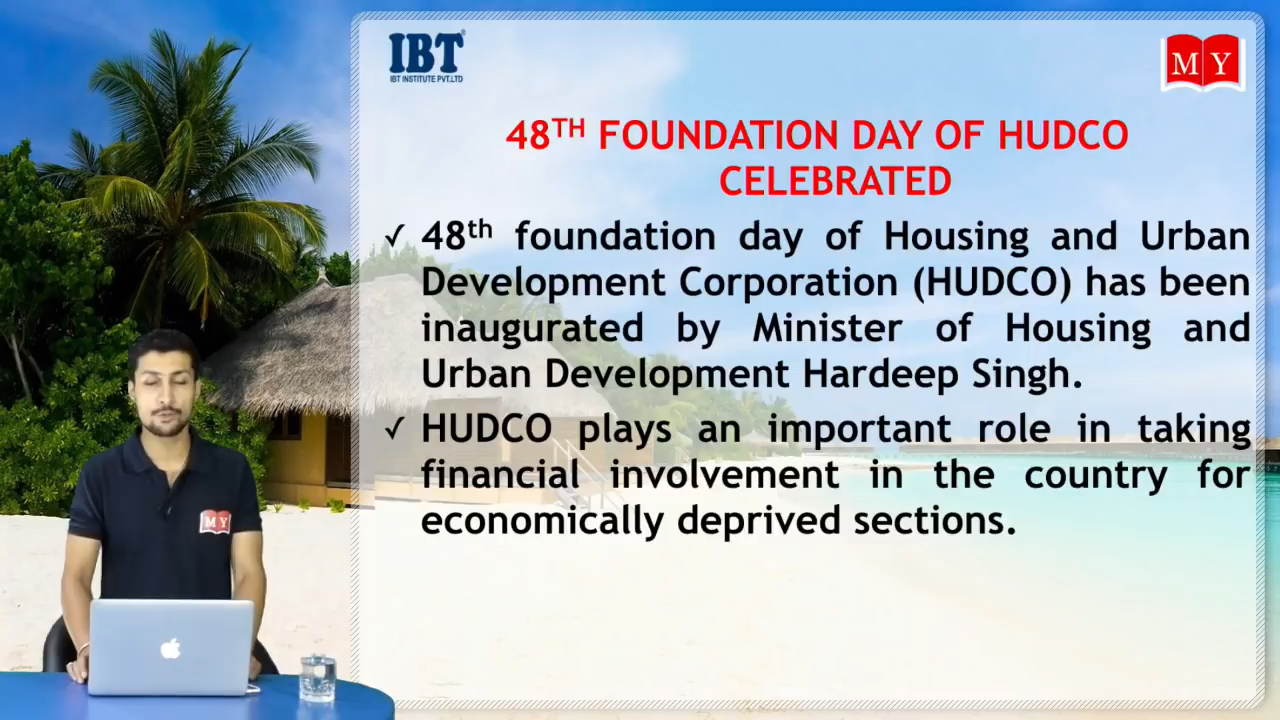 IBT
IBT INSTITUTE PVT.LTD
M Y
48TH FOUNDATION DAY OF HUDCO
CELEBRATED
✓ 48th foundation day of Housing and Urban
Development Corporation (HUDCO) has been
inaugurated by Minister of Housing and
Urban Development Hardeep Singh.
✓ HUDCO plays an important role in taking
financial involvement in the country for
economically deprived sections.
MY